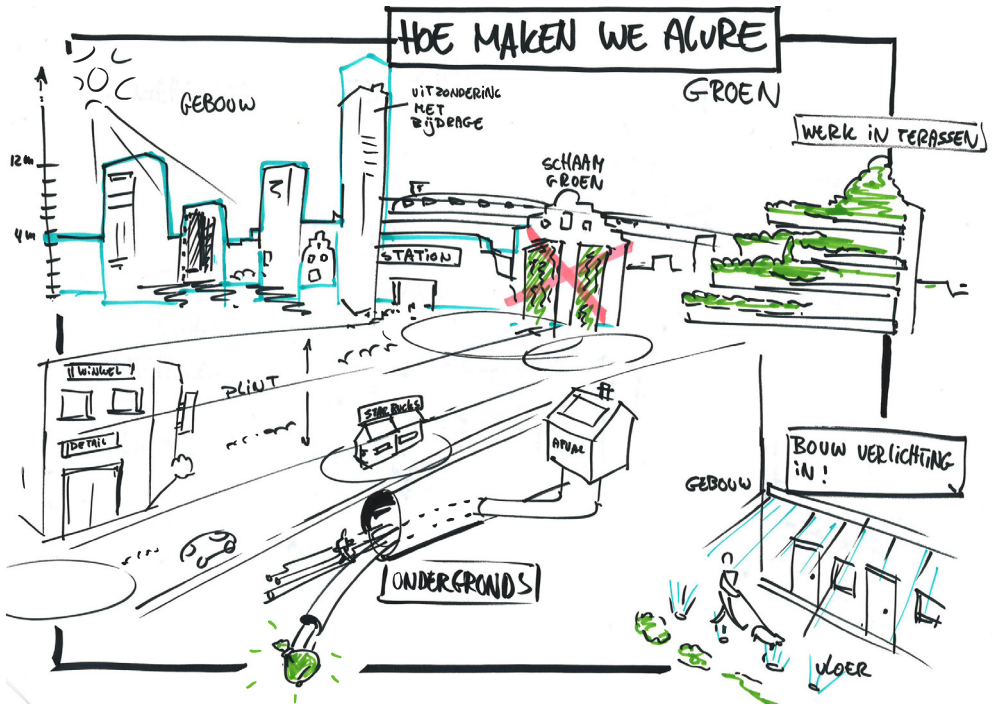 HOE MAKEN WE ALURE
GROEN
GEBOUW
UITZONDERING
MET
BIJDRAGE
WERK IN TERASSEN
12m
SCHAAM
GROEN
4m
STATION
WINKEL
PLINT
STARBUCKS
DETAIL
AFVAL
BOUW VERLICHTING
IN!
GEBOUW
ONDERGRONDS
VLOER